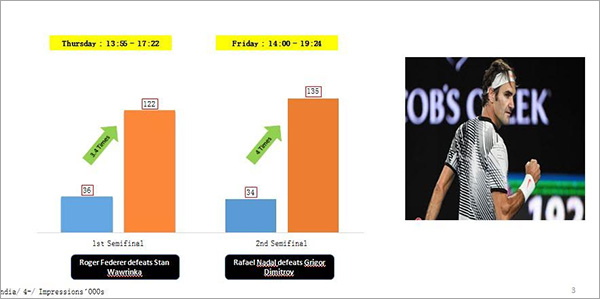 Thursday : 13:55 - 17:22
Friday : 14:00 - 19:24
122
135
3.4 Times
4 Times
36
34
1st Semifinal
2nd Semifinal
Roger Federer defeats Stan
Wawrinka
Rafael Nadal defeats Grieor
Dimitrov
OB'S CREEK
192
ndia/ 4-/ Impressions'000s
3